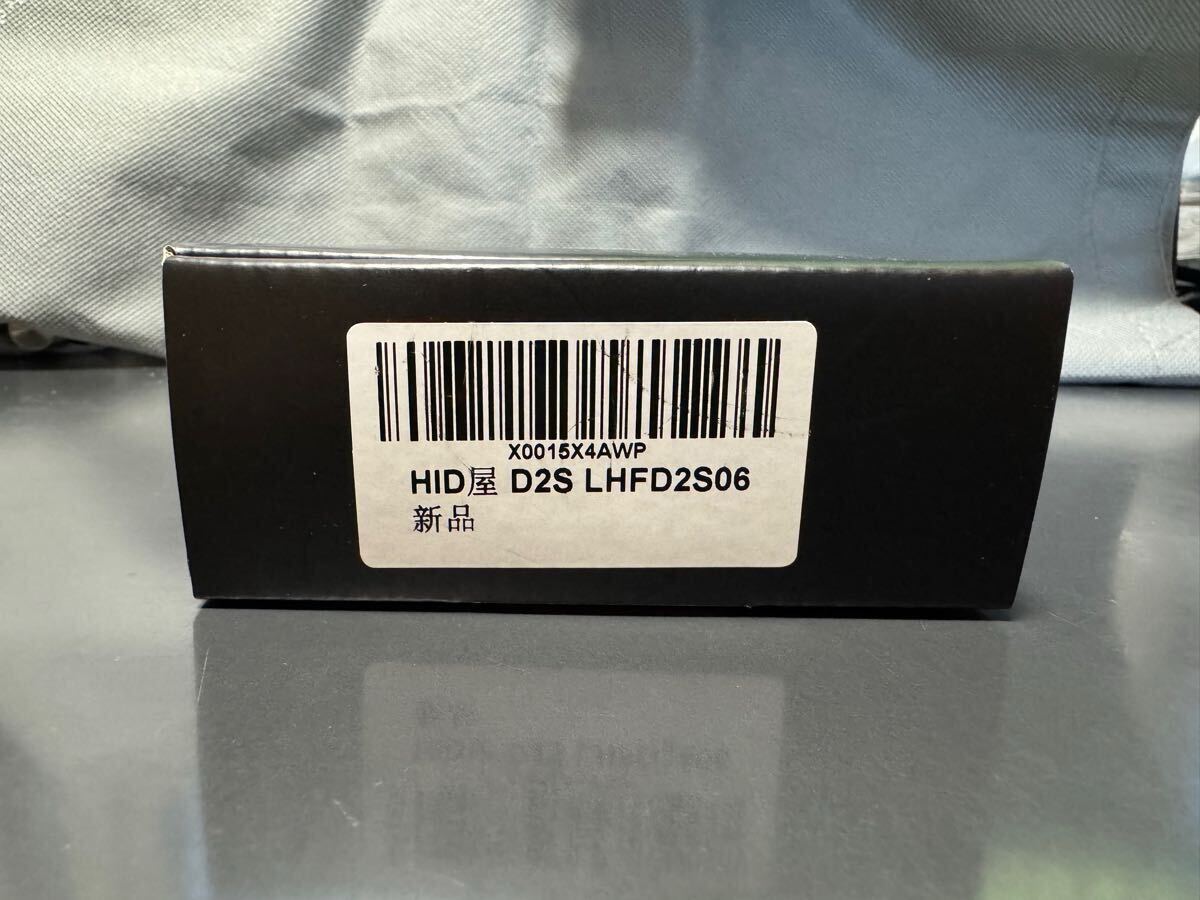 X0015X4AWP
HID屋 D2S LHFD2S06
新品